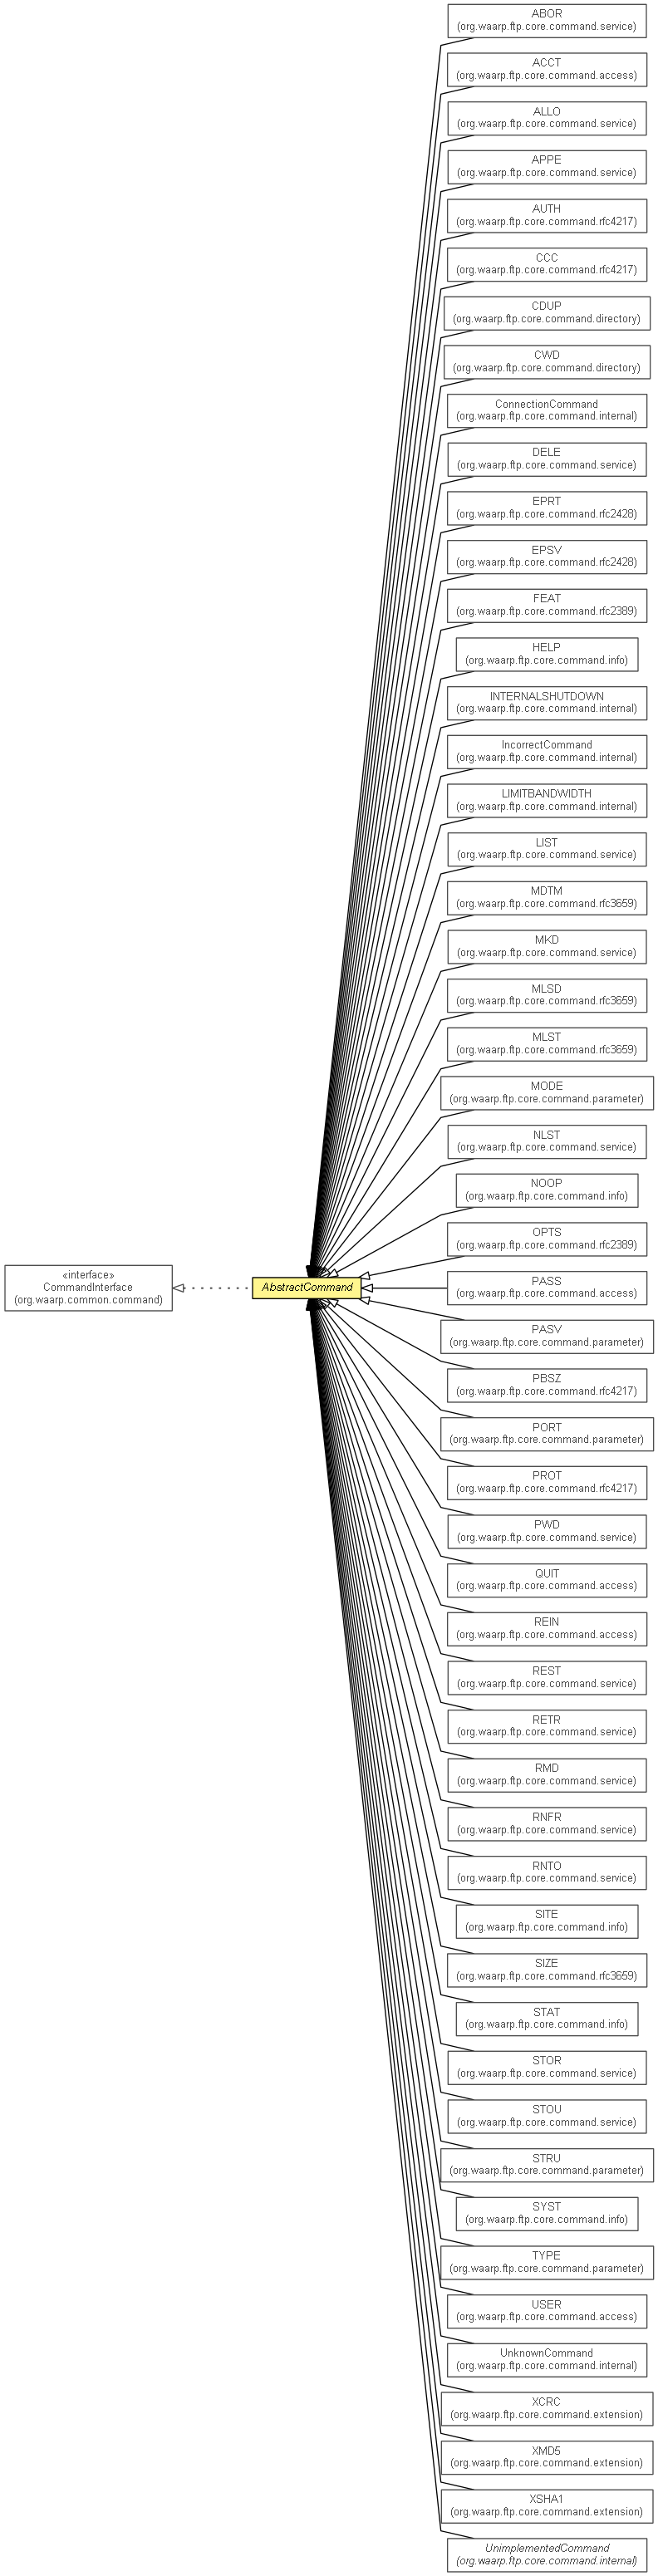 ABOR
(org.waarp.ftp.core.command.service)
ACCT
(org.waarp.ftp.core.command.access)
ALLO
(org.waarp.ftp.core.command.service)
APPE
(org.waarp.ftp.core.command.service)
AUTH
(org.waarp.ftp.core.command.rfc4217)
CCC
(org.waarp.ftp.core.command.rfc4217)
CDUP
(org.waarp.ftp.core.command.directory)
CWD
(org.waarp.ftp.core.command.directory)
ConnectionCommand
(org.waarp.ftp.core.command.internal)
DELE
(org.waarp.ftp.core.command.service)
EPRT
(org.waarp.ftp.core.command.rfc2428)
EPSV
(org.waarp.ftp.core.command.rfc2428)
FEAT
(org.waarp.ftp.core.command.rfc2389)
HELP
(org.waarp.ftp.core.command.info)
INTERNALSHUTDOWN
(org.waarp.ftp.core.command.internal)
IncorrectCommand
(org.waarp.ftp.core.command.internal)
LIMITBANDWIDTH
(org.waarp.ftp.core.command.internal)
LIST
(org.waarp.ftp.core.command.service)
MDTM
(org.waarp.ftp.core.command.rfc3659)
MKD
(org.waarp.ftp.core.command.service)
MLSD
(org.waarp.ftp.core.command.rfc3659)
MLST
(org.waarp.ftp.core.command.rfc3659)
MODE
(org.waarp.ftp.core.command.parameter)
NLST
(org.waarp.ftp.core.command.service)
NOOP
(org.waarp.ftp.core.command.info)
OPTS
(org.waarp.ftp.core.command.rfc2389)
«interface»
CommandInterface
(org.waarp.common.command)
AbstractCommand
PASS
(org.waarp.ftp.core.command.access)
PASV
(org.waarp.ftp.core.command.parameter)
PBSZ
(org.waarp.ftp.core.command.rfc4217)
PORT
(org.waarp.ftp.core.command.parameter)
PROT
(org.waarp.ftp.core.command.rfc4217)
PWD
(org.waarp.ftp.core.command.service)
QUIT
(org.waarp.ftp.core.command.access)
REIN
(org.waarp.ftp.core.command.access)
REST
(org.waarp.ftp.core.command.service)
RETR
(org.waarp.ftp.core.command.service)
RMD
(org.waarp.ftp.core.command.service)
RNFR
(org.waarp.ftp.core.command.service)
RNTO
(org.waarp.ftp.core.command.service)
SITE
(org.waarp.ftp.core.command.info)
SIZE
(org.waarp.ftp.core.command.rfc3659)
STAT
(org.waarp.ftp.core.command.info)
STOR
(org.waarp.ftp.core.command.service)
STOU
(org.waarp.ftp.core.command.service)
STRU
(org.waarp.ftp.core.command.parameter)
SYST
(org.waarp.ftp.core.command.info)
TYPE
(org.waarp.ftp.core.command.parameter)
USER
(org.waarp.ftp.core.command.access)
UnknownCommand
(org.waarp.ftp.core.command.internal)
XCRC
(org.waarp.ftp.core.command.extension)
XMD5
(org.waarp.ftp.core.command.extension)
XSHA1
(org.waarp.ftp.core.command.extension)
UnimplementedCommand
(org.waarp.ftp.core.command.internal)